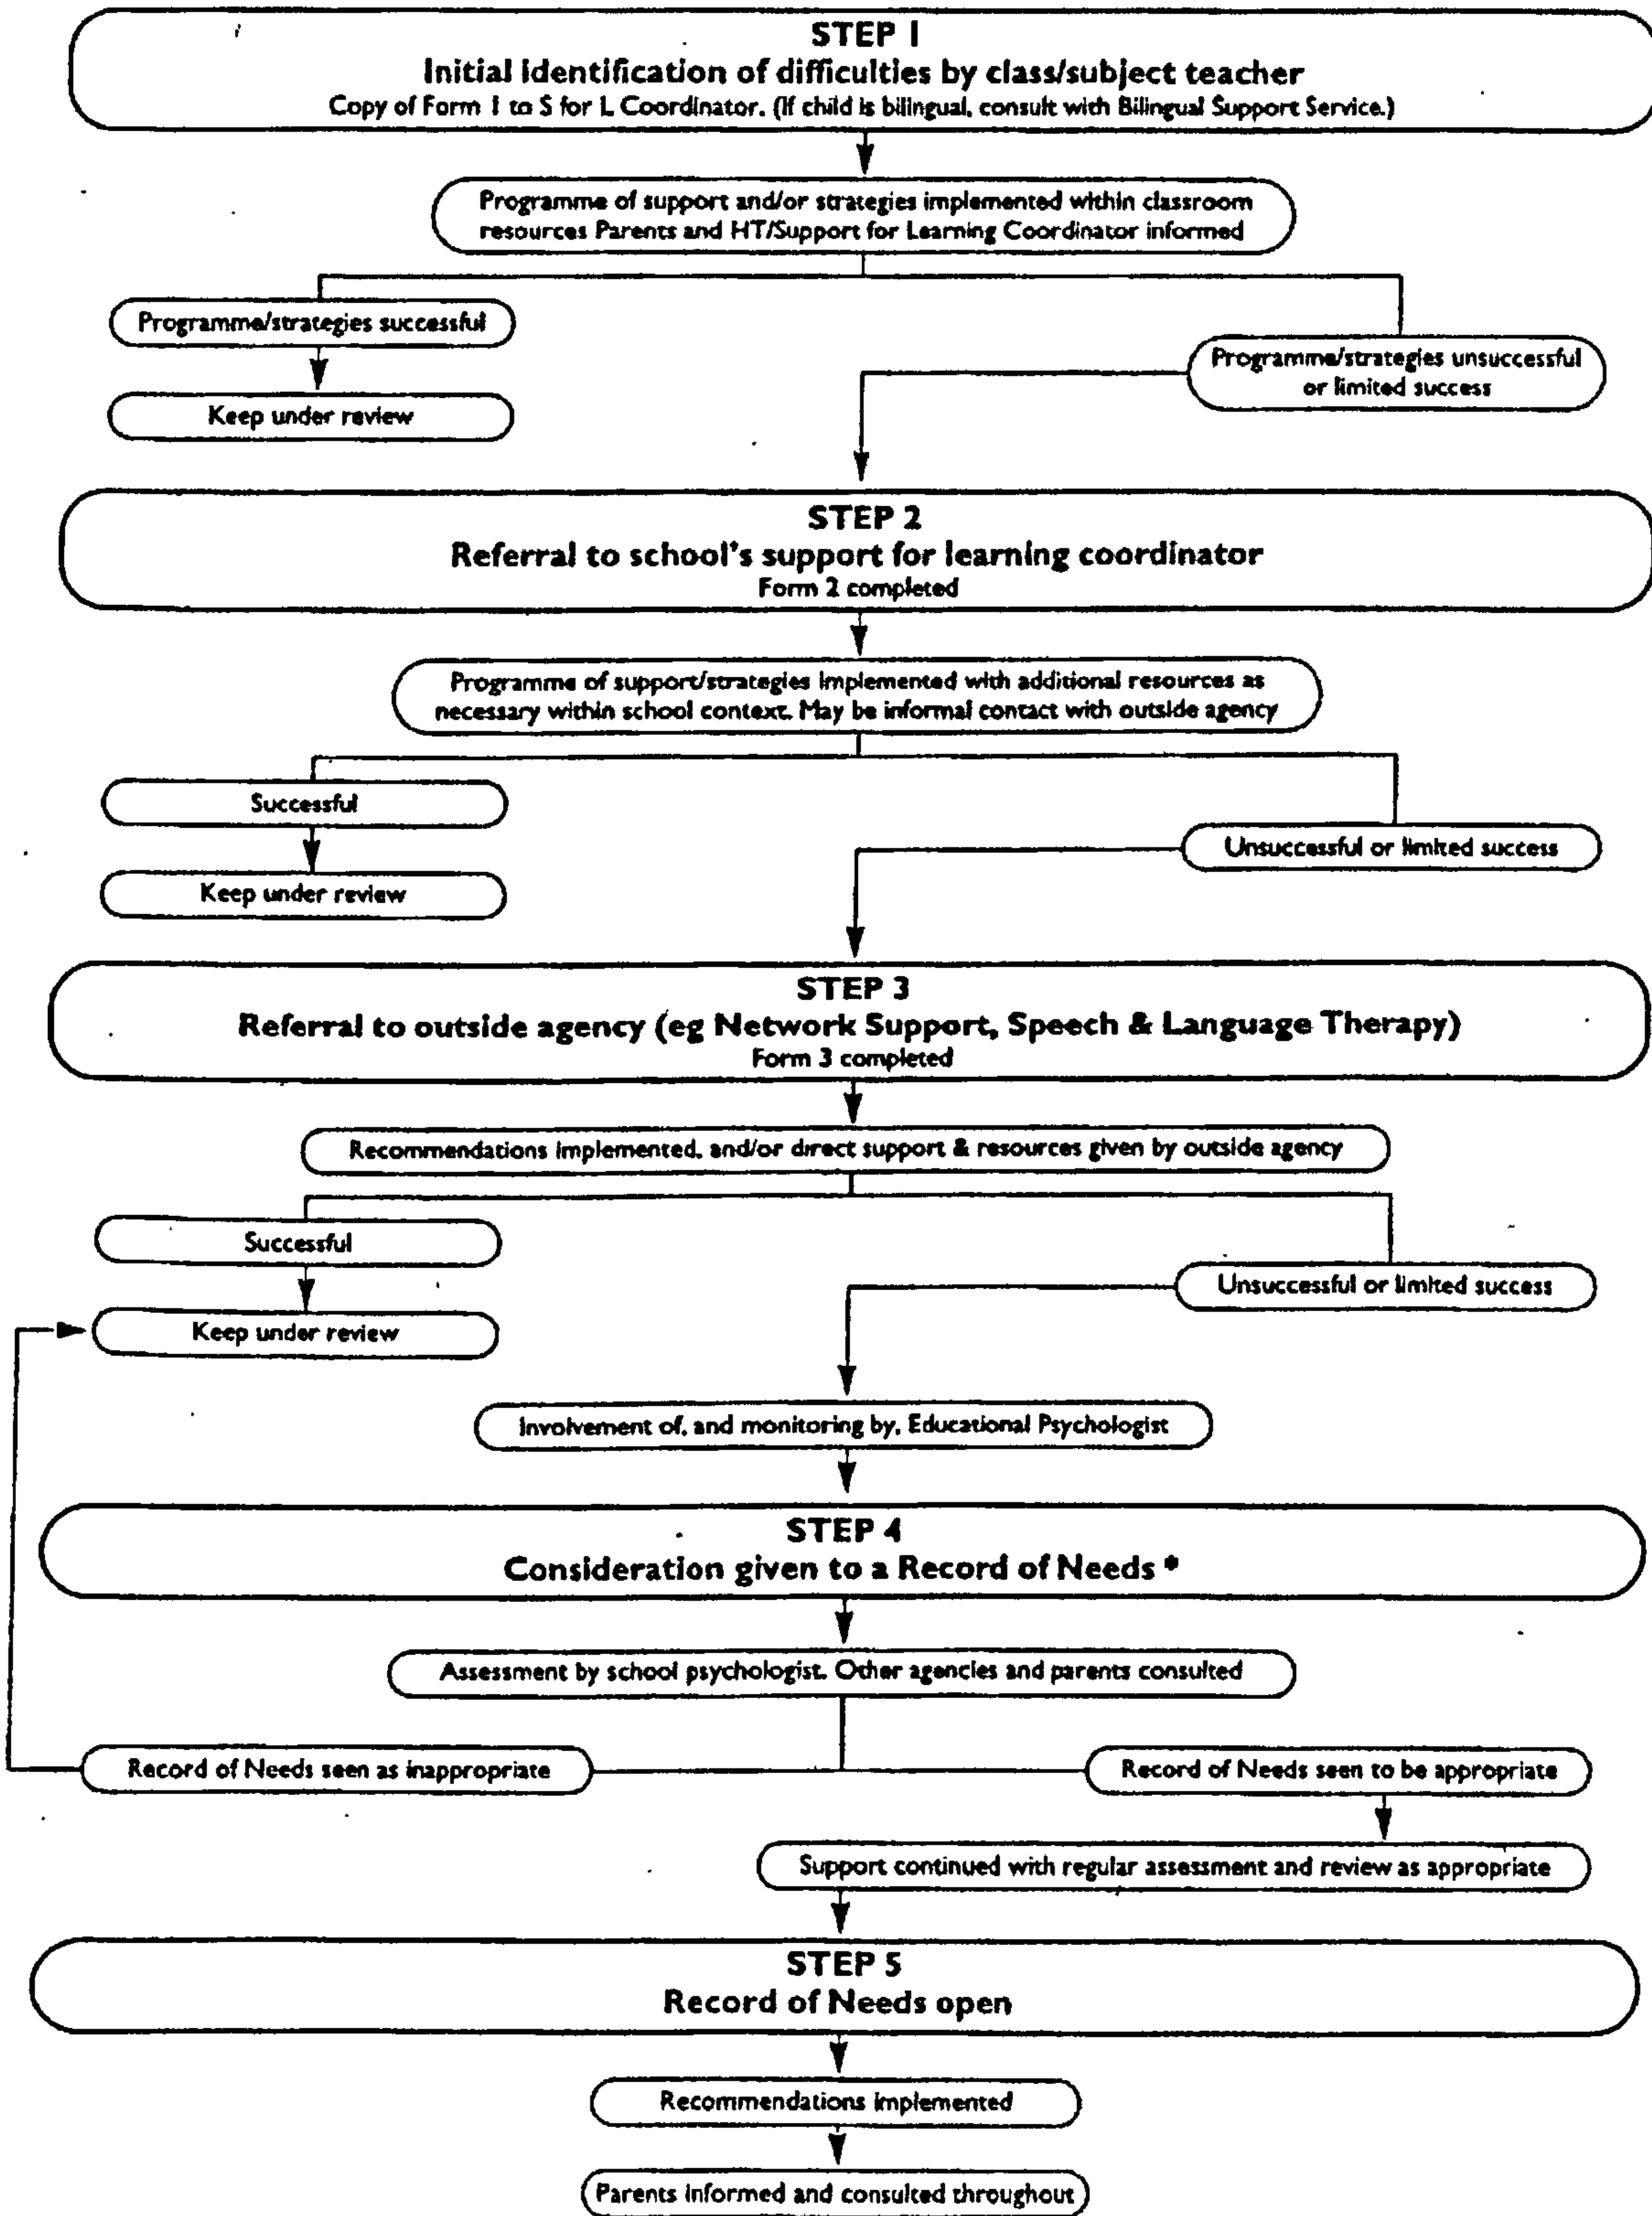 STEP 1
Initial identification of difficulties by class/subject teacher
Copy of Form 1 to S for L Coordinator. (If child is bilingual, consult with Bilingual Support Service.)
Programme of support and/or strategies implemented within classroom
resources Parents and HT/Support for Learning Coordinator informed
Programme/strategies successful
Programme/strategies unsuccessful
or limited success
Keep under review
STEP 2
Referral to school's support for learning coordinator
Form 2 completed
Programme of support/strategies implemented with additional resources as
necessary within school context. May be informal contact with outside agency
Successful
Unsuccessful or limited success
Keep under review
STEP 3
Referral to outside agency (eg Network Support, Speech & Language Therapy)
Form 3 completed
Recommendations implemented, and/or direct support & resources given by outside agency
Successful
Unsuccessful or limited success
Keep under review
Involvement of, and monitoring by, Educational Psychologist
STEP 4
Consideration given to a Record of Needs *
Assessment by school psychologist. Other agencies and parents consulted
Record of Needs seen as inappropriate
Record of Needs seen to be appropriate
Support continued with regular assessment and review as appropriate
STEP 5
Record of Needs open
Recommendations implemented
Parents informed and consulted throughout